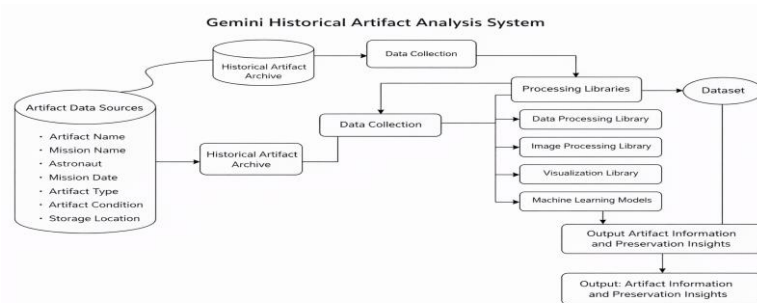 Gemini Historical Artifact Analysis System
Historical Artifact
Archive
Data Collection
Artifact Data Sources
· Artifact Name
· Mission Name
· Astronaut
· Mission Date
· Artifact Type
· Artifact Condition
· Storage Location
Historical Artifact
Archive
Data Collection
Processing Libraries
Dataset
Data Processing Library
Image Processing Library
Visualization Library
Machine Learning Models
Output Artifact Information
and Preservation Insights
Output: Artifact Information
and Preservation Insights